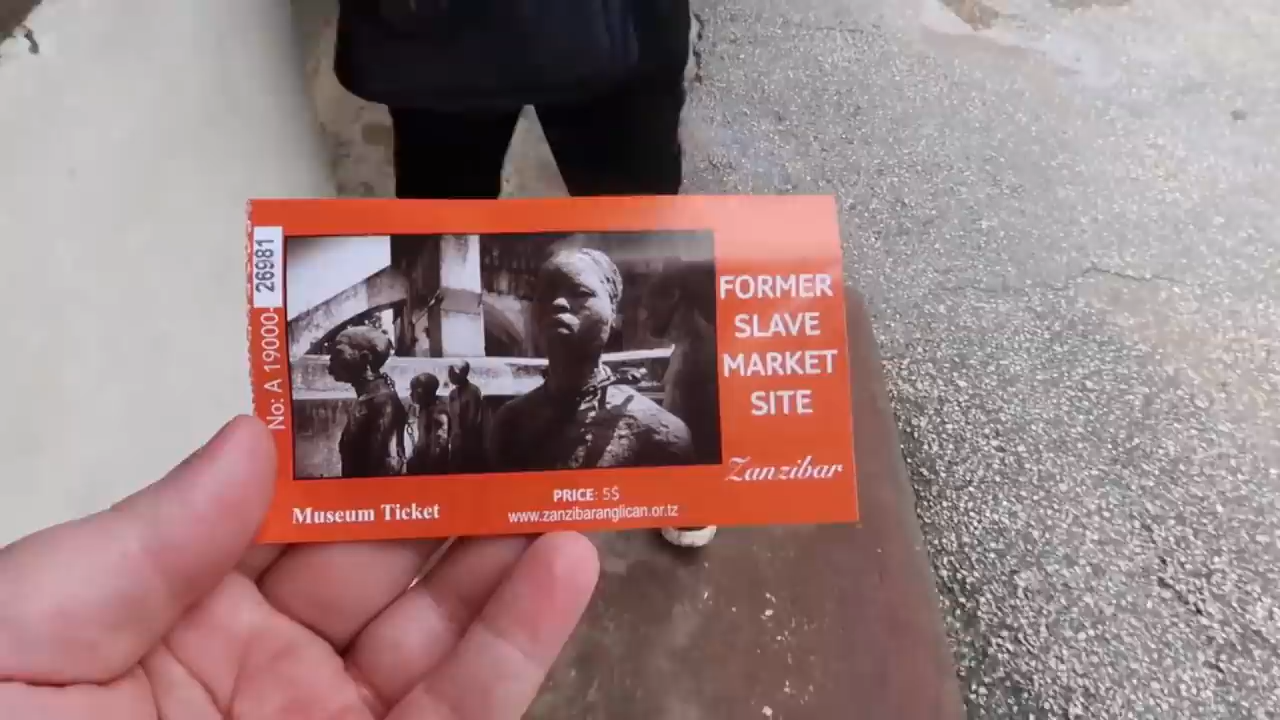 No: A 19000- 26981
FORMER
SLAVE
MARKET
SITE
Zanzibar
Museum Ticket
PRICE: 5$
www.zanzibaranglican.or.tz